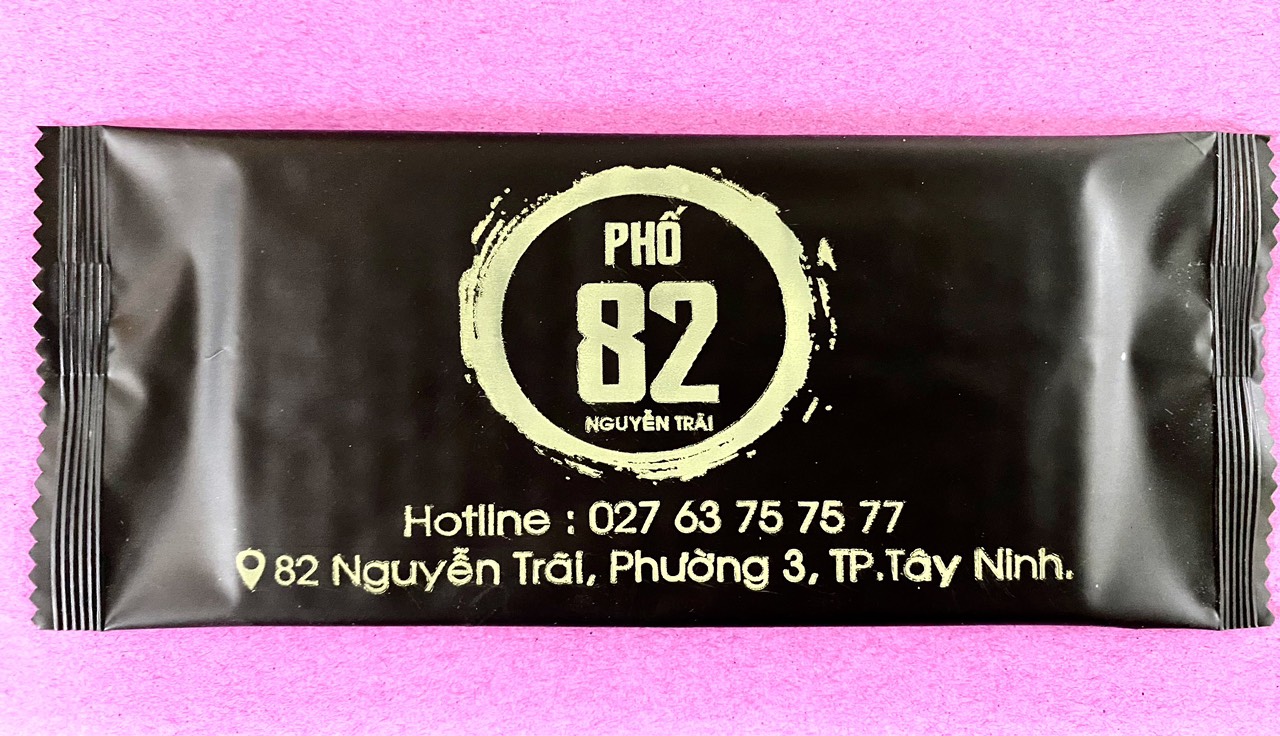 PHỐ
82
NGUYỄN TRÃI
Hotline : 027 63 75 75 77
82 Nguyễn Trãi, Phường 3, TP.Tây Ninh.